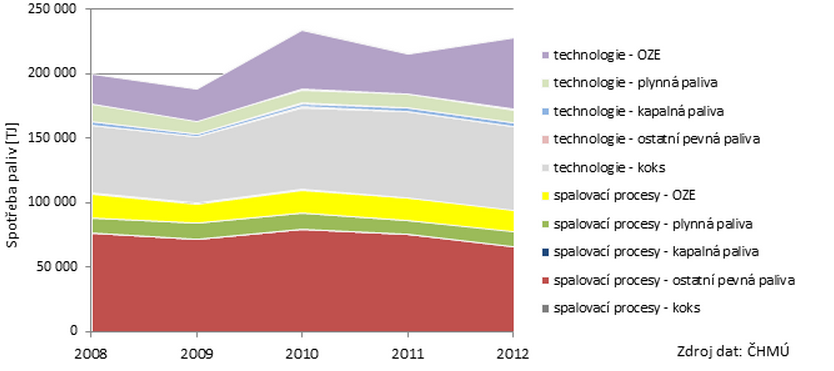 Spotřeba paliv [TJ]
250 000
200 000
150 000
100 000
50 000
0
2008
2009
2010
2011
2012
technologie - OZE
technologie - plynná paliva
technologie - kapalná paliva
technologie - ostatní pevná paliva
technologie - koks
spalovací procesy - OZE
spalovací procesy - plynná paliva
spalovací procesy - kapalná paliva
spalovací procesy - ostatní pevná paliva
spalovací procesy - koks
Zdroj dat: ČHMÚ